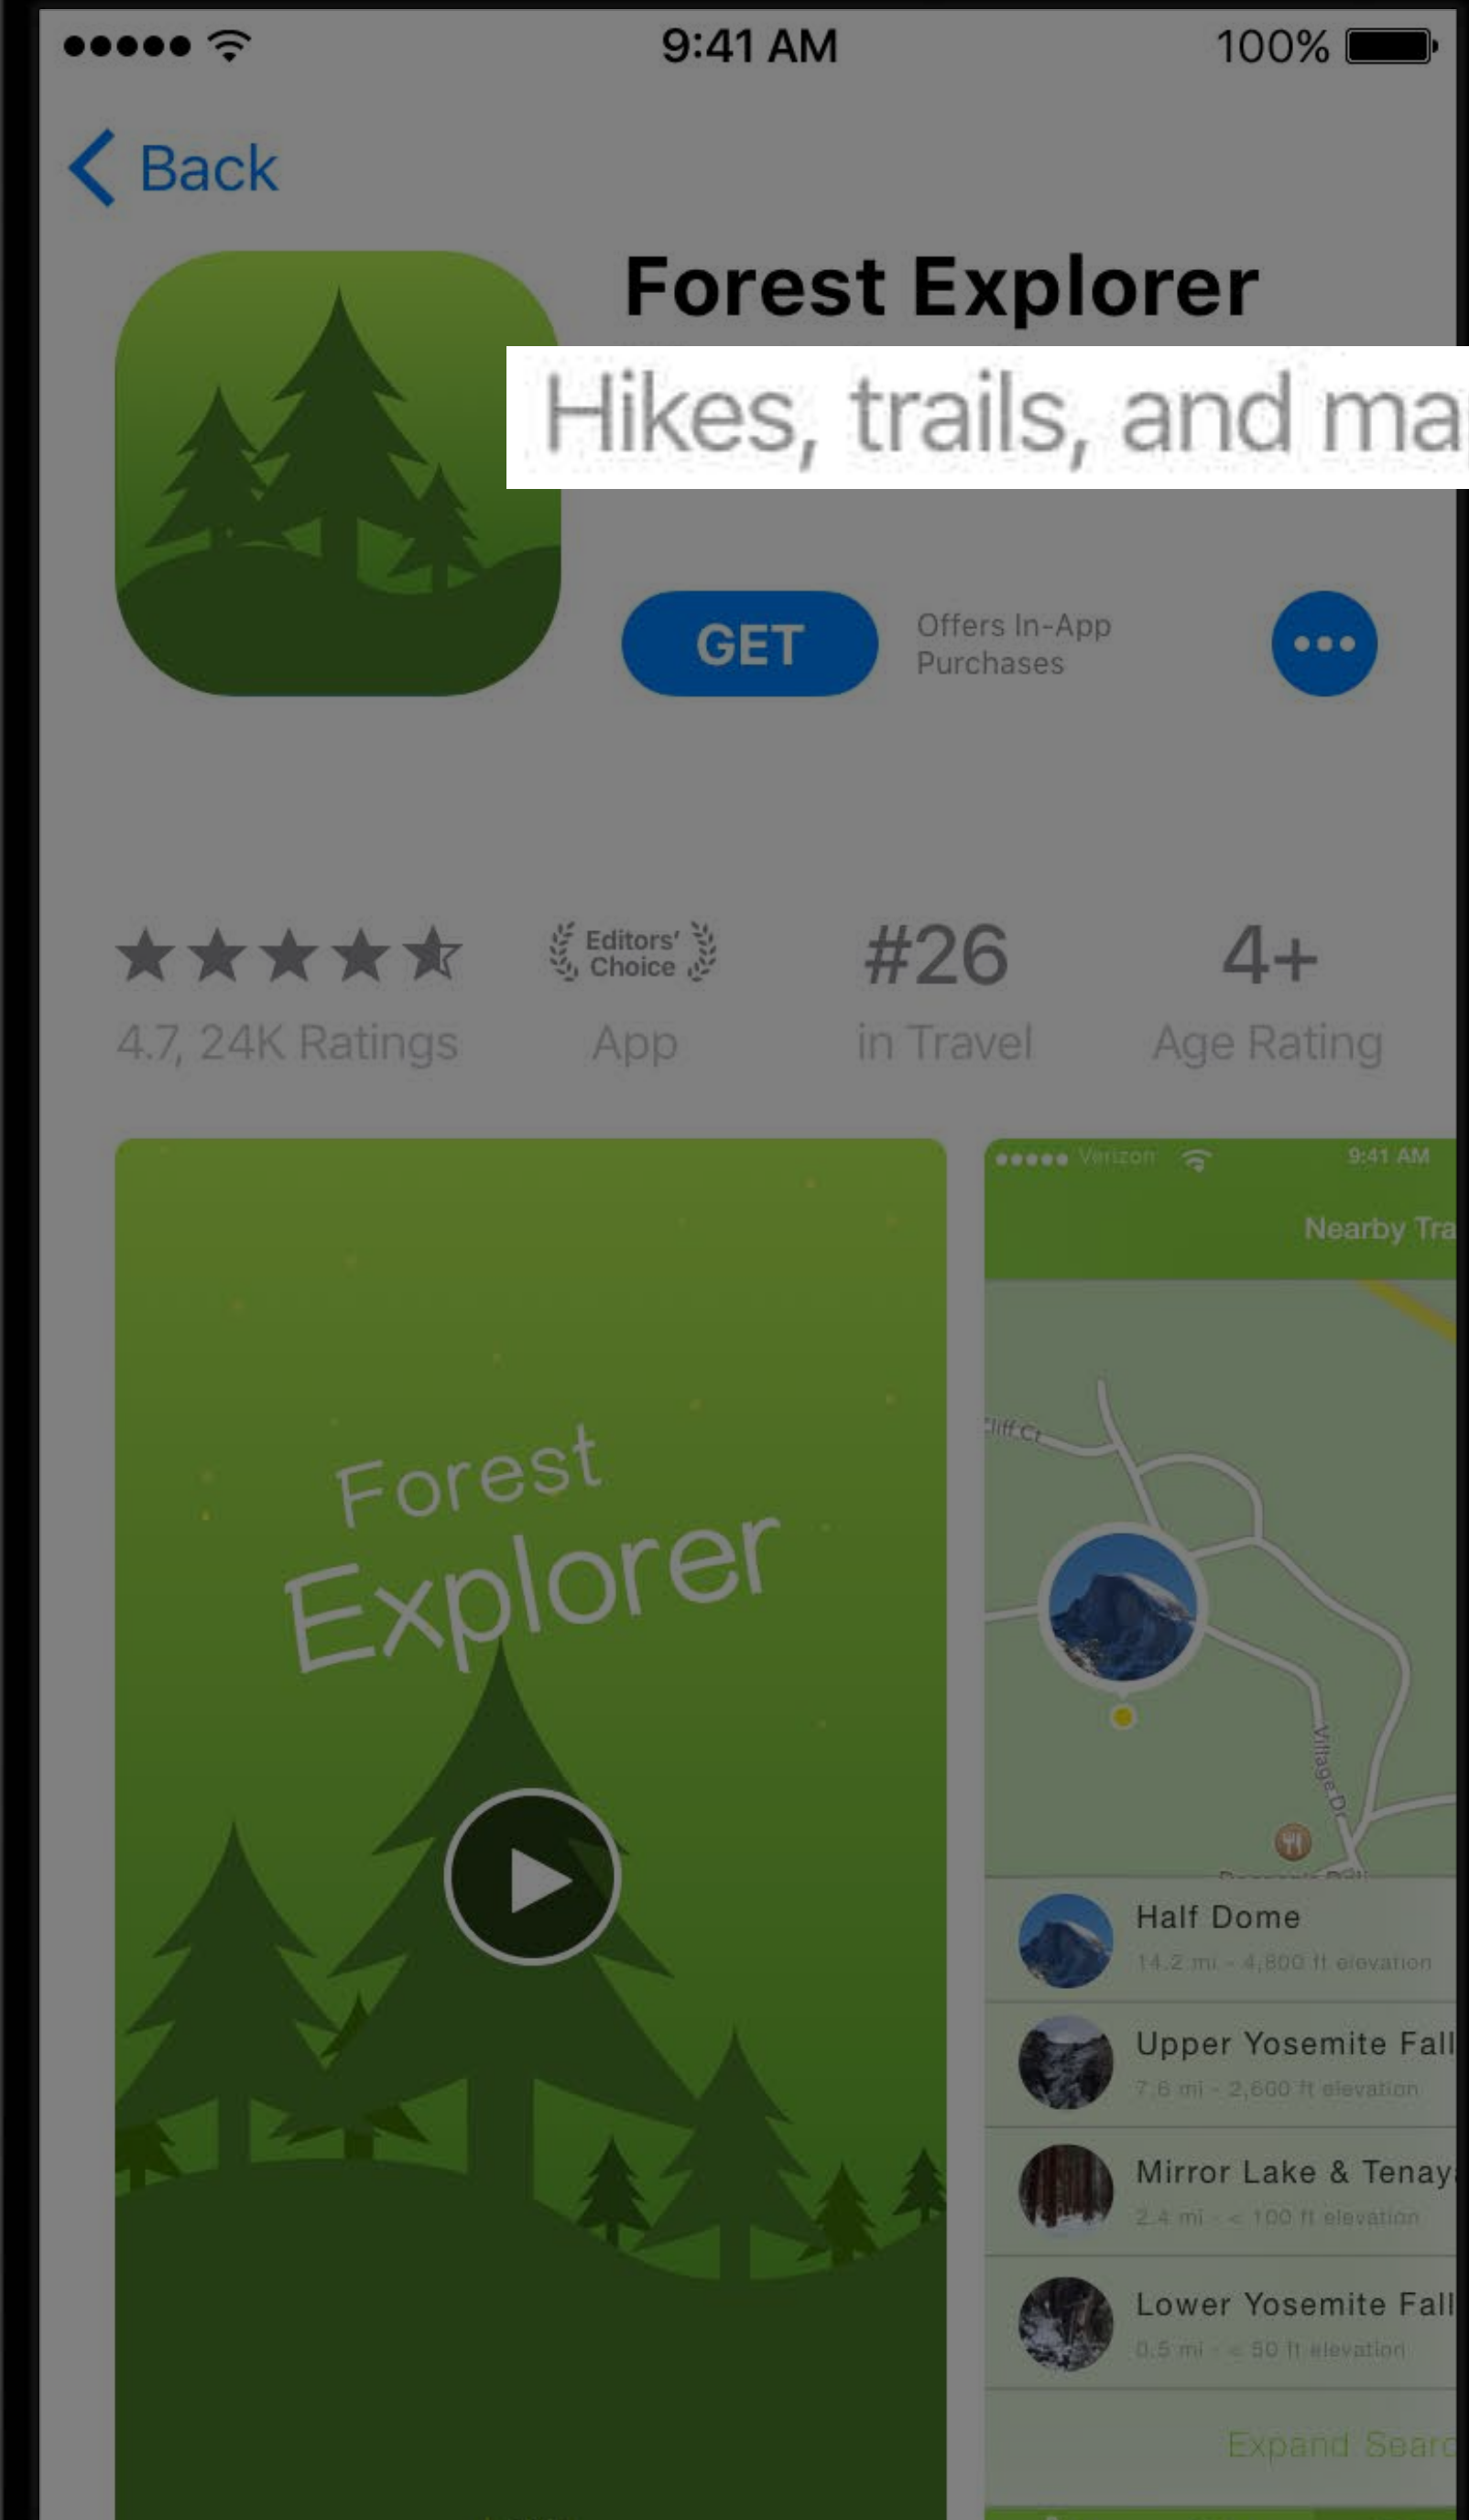 9:41 AM
100%
Back
Forest Explorer
Hikes, trails, and ma
GET
Offers In-App
Purchases
Editors'
Choice
#26
4+
4.7, 24K Ratings
App
in Travel
Age Rating
Verizon
9:41 AM
Nearby Tra
Cliff Ct
Forest
Explorer
Village Dr
Half Dome
14.2 mi - 4,800 ft elevation
Upper Yosemite Fall
7.6 mi - 2,600 ft elevation
Mirror Lake & Tenay
2.4 mi - < 100 ft elevation
Lower Yosemite Fall
0.5 mi - < 50 ft elevation
Expand Searc